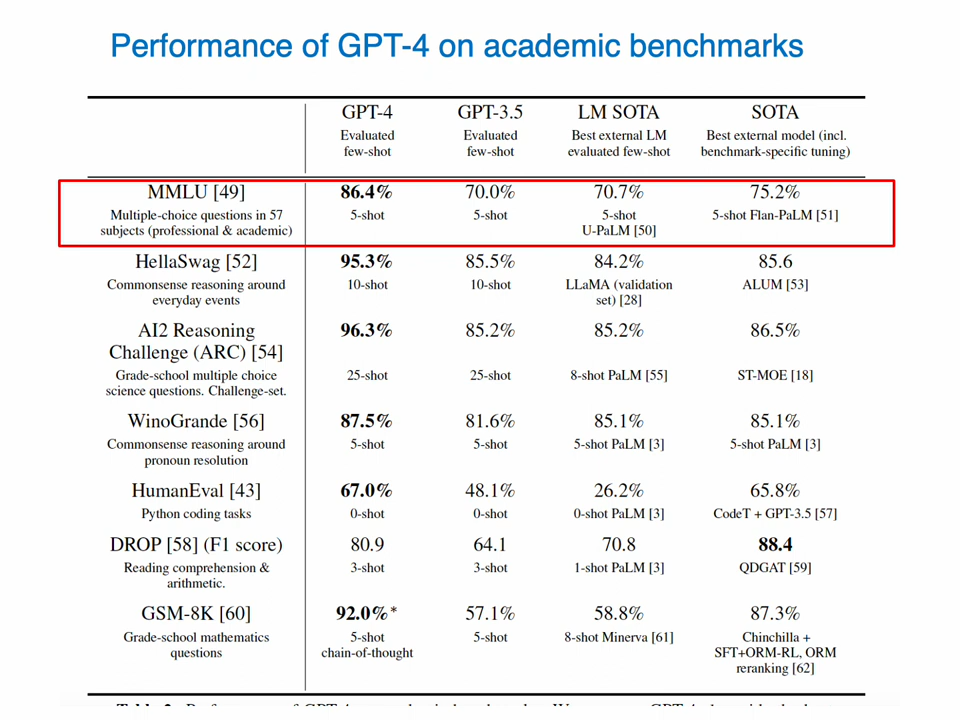 Performance of GPT-4 on academic benchmarks
GPT-4 GPT-3.5 LM SOTA SOTA
Evaluated Evaluated Best external LM Best external model (incl.
few-shot few-shot evaluated few-shot benchmark-specific tuning)
MMLU [49] 86.4% 70.0% 70.7% 75.2%
Multiple-choice questions in 57 5-shot 5-shot 5-shot 5-shot Flan-PaLM [51]
subjects (professional & academic) U-PaLM [50]
HellaSwag [52] 95.3% 85.5% 84.2% 85.6
Commonsense reasoning around 10-shot 10-shot LLaMA (validation ALUM [53]
everyday events set) [28]
AI2 Reasoning 96.3% 85.2% 85.2% 86.5%
Challenge (ARC) [54]
Grade-school multiple choice 25-shot 25-shot 8-shot PaLM [55] ST-MOE [18]
science questions. Challenge-set.
WinoGrande [56] 87.5% 81.6% 85.1% 85.1%
Commonsense reasoning around 5-shot 5-shot 5-shot PaLM [3] 5-shot PaLM [3]
pronoun resolution
HumanEval [43] 67.0% 48.1% 26.2% 65.8%
Python coding tasks 0-shot 0-shot 0-shot PaLM [3] CodeT + GPT-3.5 [57]
DROP [58] (F1 score) 80.9 64.1 70.8 88.4
Reading comprehension & 3-shot 3-shot 1-shot PaLM [3] QDGAT [59]
arithmetic.
GSM-8K [60] 92.0%* 57.1% 58.8% 87.3%
Grade-school mathematics 5-shot 5-shot 8-shot Minerva [61] Chinchilla +
questions chain-of-thought SFT+ORM-RL, ORM
reranking [62]